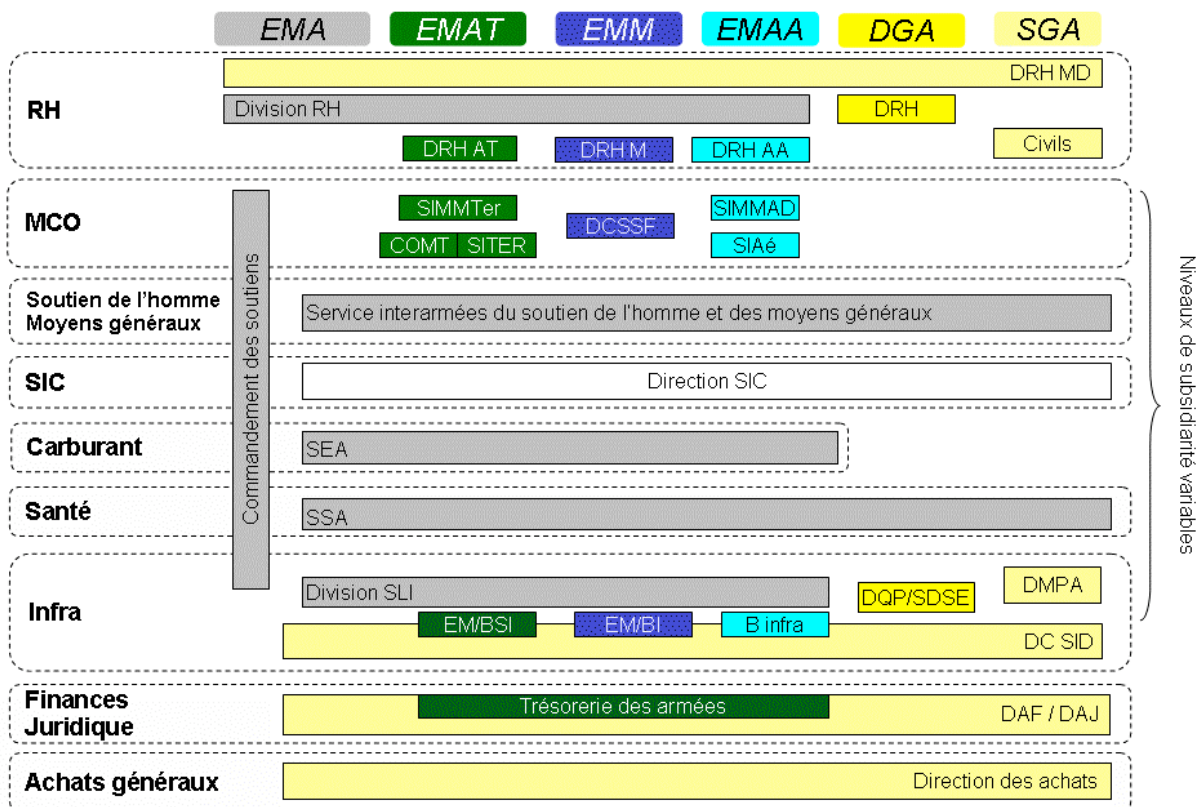 EMA EMAT EMM EMAA DGA SGA
DRH MD
RH
Division RH DRH
DRH AT DRH M DRH AA Civils
MCO
SIMMTer SIMMAD
DCSSF
COMT SITER SIAé
Commandement des soutiens
Niveaux de subsidiarité variables
Soutien de l'homme
Moyens généraux
Service interarmées du soutien de l'homme et des moyens généraux
SIC
Direction SIC
Carburant
SEA
Santé
SSA
Infra
Division SLI DQP/SDSE DMPA
EM/BSI EM/BI B infra
DC SID
Finances
Juridique
Trésorerie des armées
DAF / DAJ
Achats généraux
Direction des achats